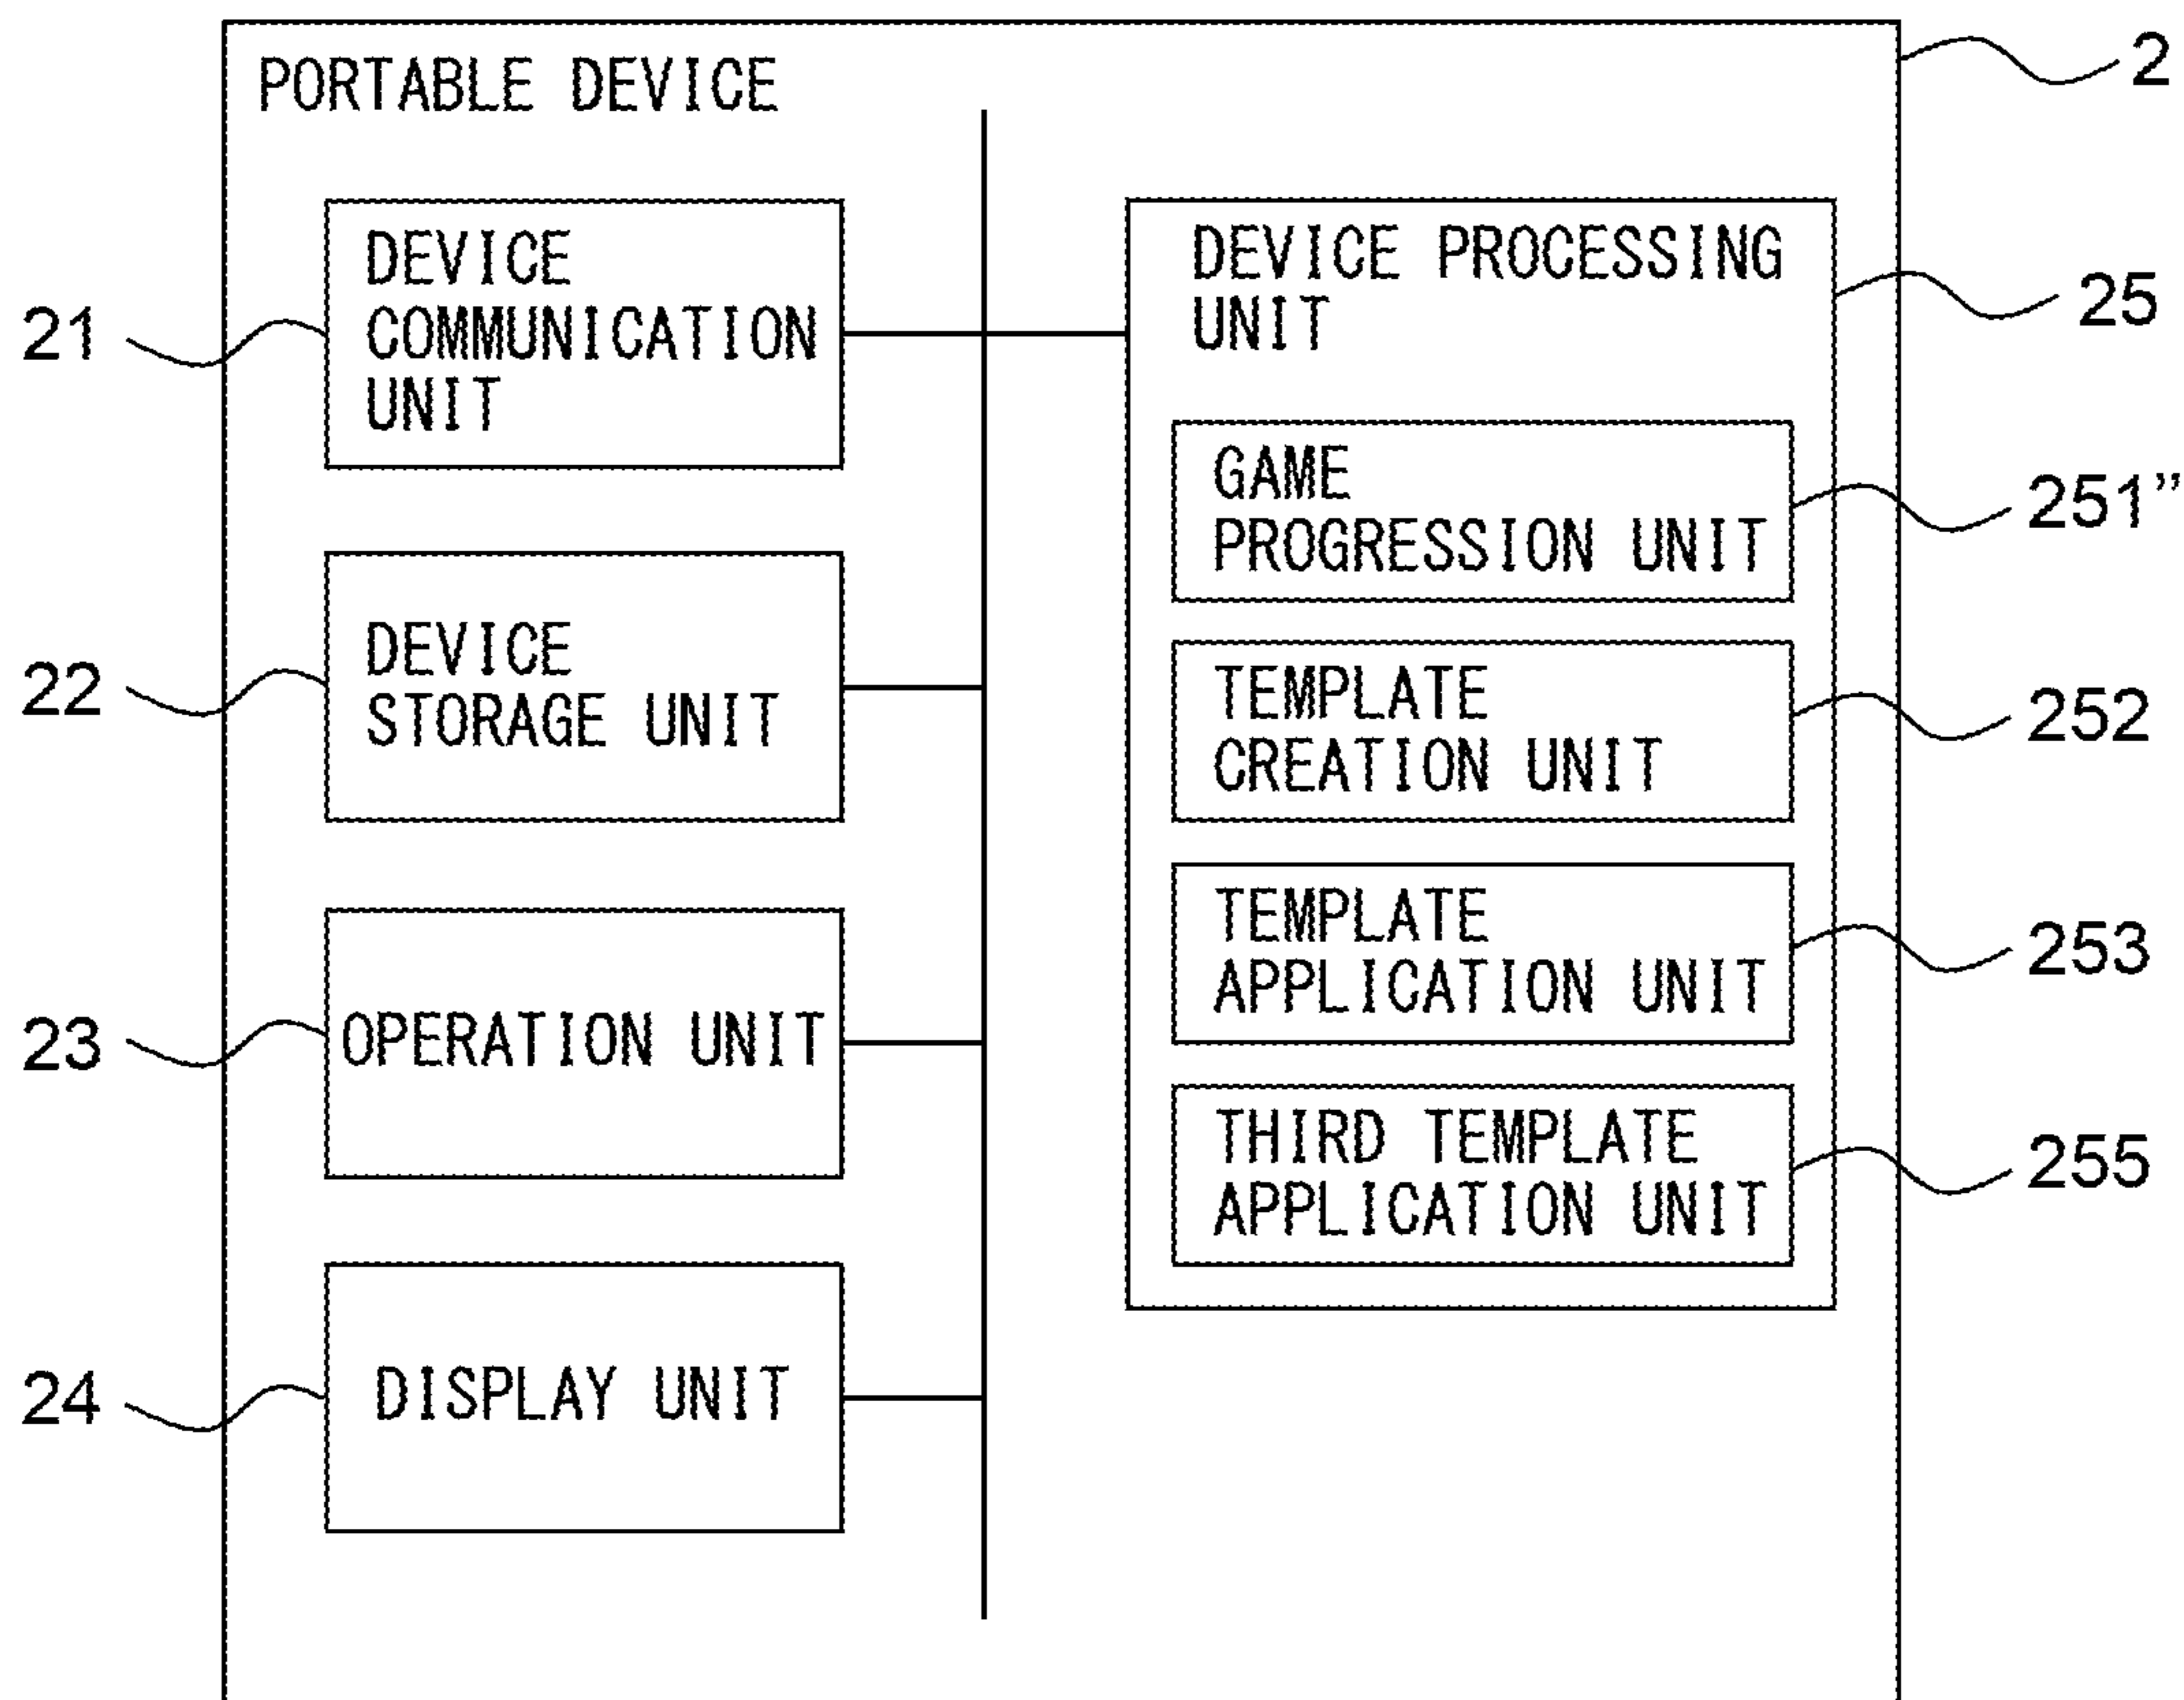 PORTABLE DEVICE
2
DEVICE
COMMUNICATION
UNIT
21
DEVICE
STORAGE UNIT
22
OPERATION UNIT
23
DISPLAY UNIT
24
DEVICE PROCESSING
UNIT
25
GAME
PROGRESSION UNIT
251”
TEMPLATE
CREATION UNIT
252
TEMPLATE
APPLICATION UNIT
253
THIRD TEMPLATE
APPLICATION UNIT
255